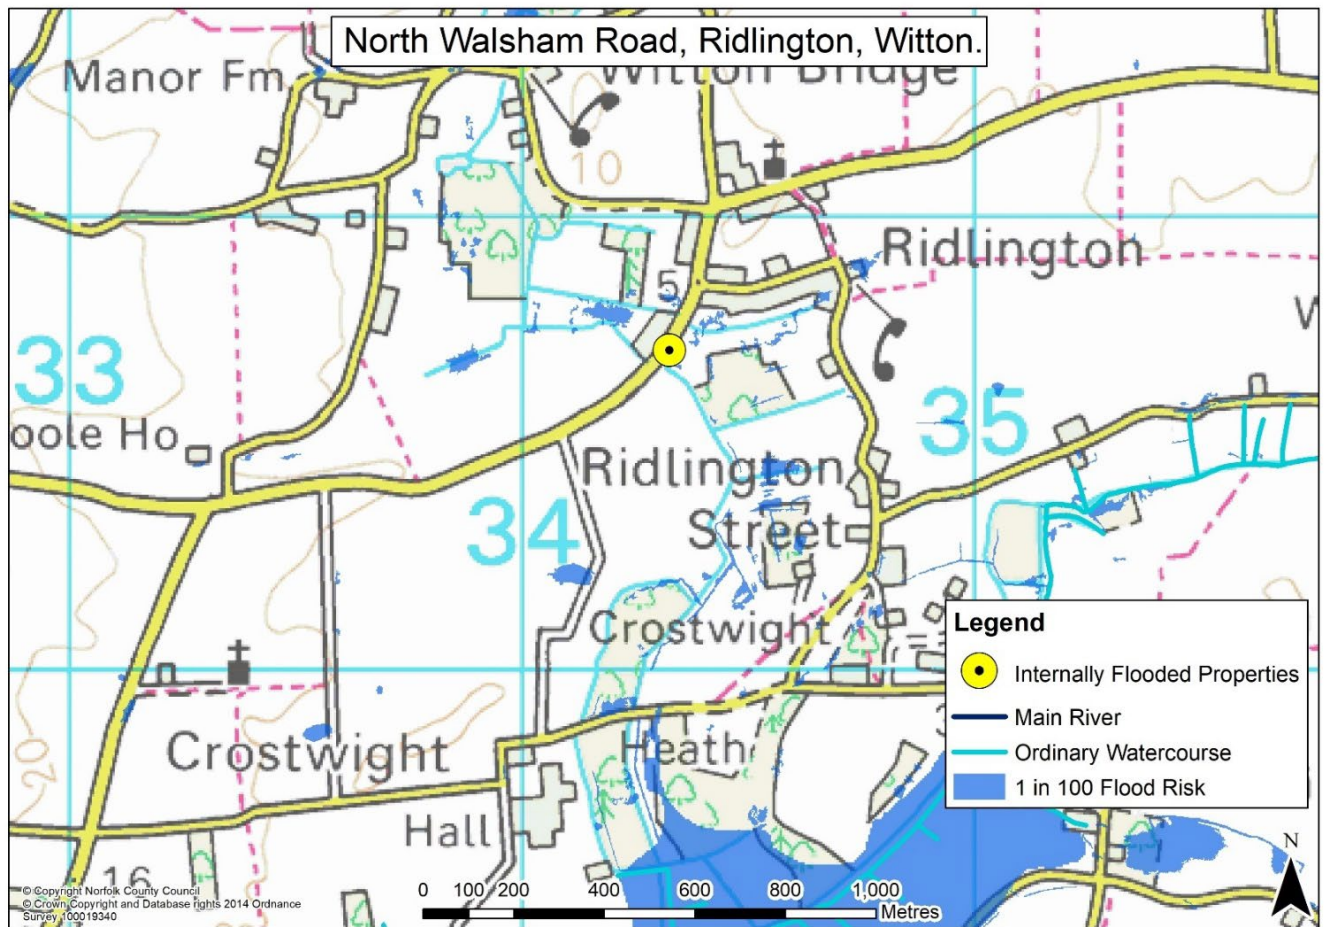 North Walsham Road, Ridlington, Witton.
Manor Fm
Witton Bridge
10
Ridlington
5
33
35
oole Ho
Ridlington
Street
34
Crostwight
Heath
Crostwight
Hall
20
16
W
Legend
Internally Flooded Properties
Main River
Ordinary Watercourse
1 in 100 Flood Risk
N
© Copyright Norfolk County Council
© Crown Copyright and Database rights 2014 Ordnance
Survey 100019340
0 100 200 400 600 800 1,000
Metres